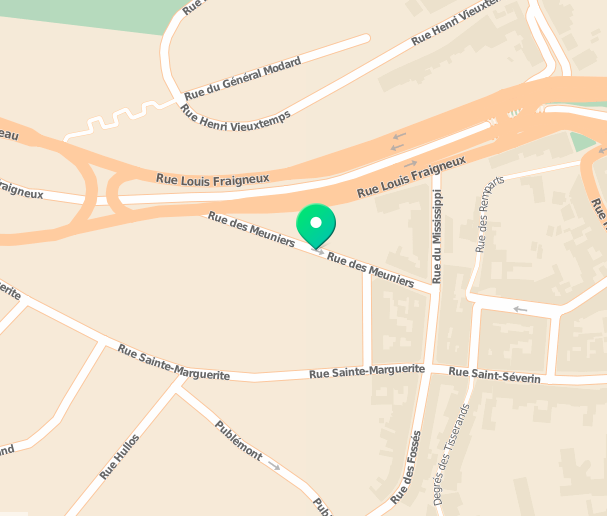 Rue Henri Vieuxtemps
Rue du Général Modard
Rue Henri Vieuxtemps
Rue Louis Fraigneux
Rue Louis Fraigneux
Rue des Remparts
Rue des Meuniers
Rue des Meuniers
Rue du Mississippi
Rue Sainte-Marguerite
Rue Sainte-Marguerite
Rue Saint-Séverin
Publémont
Rue Hullos
Rue des Fossés
Degrés des Tisserands